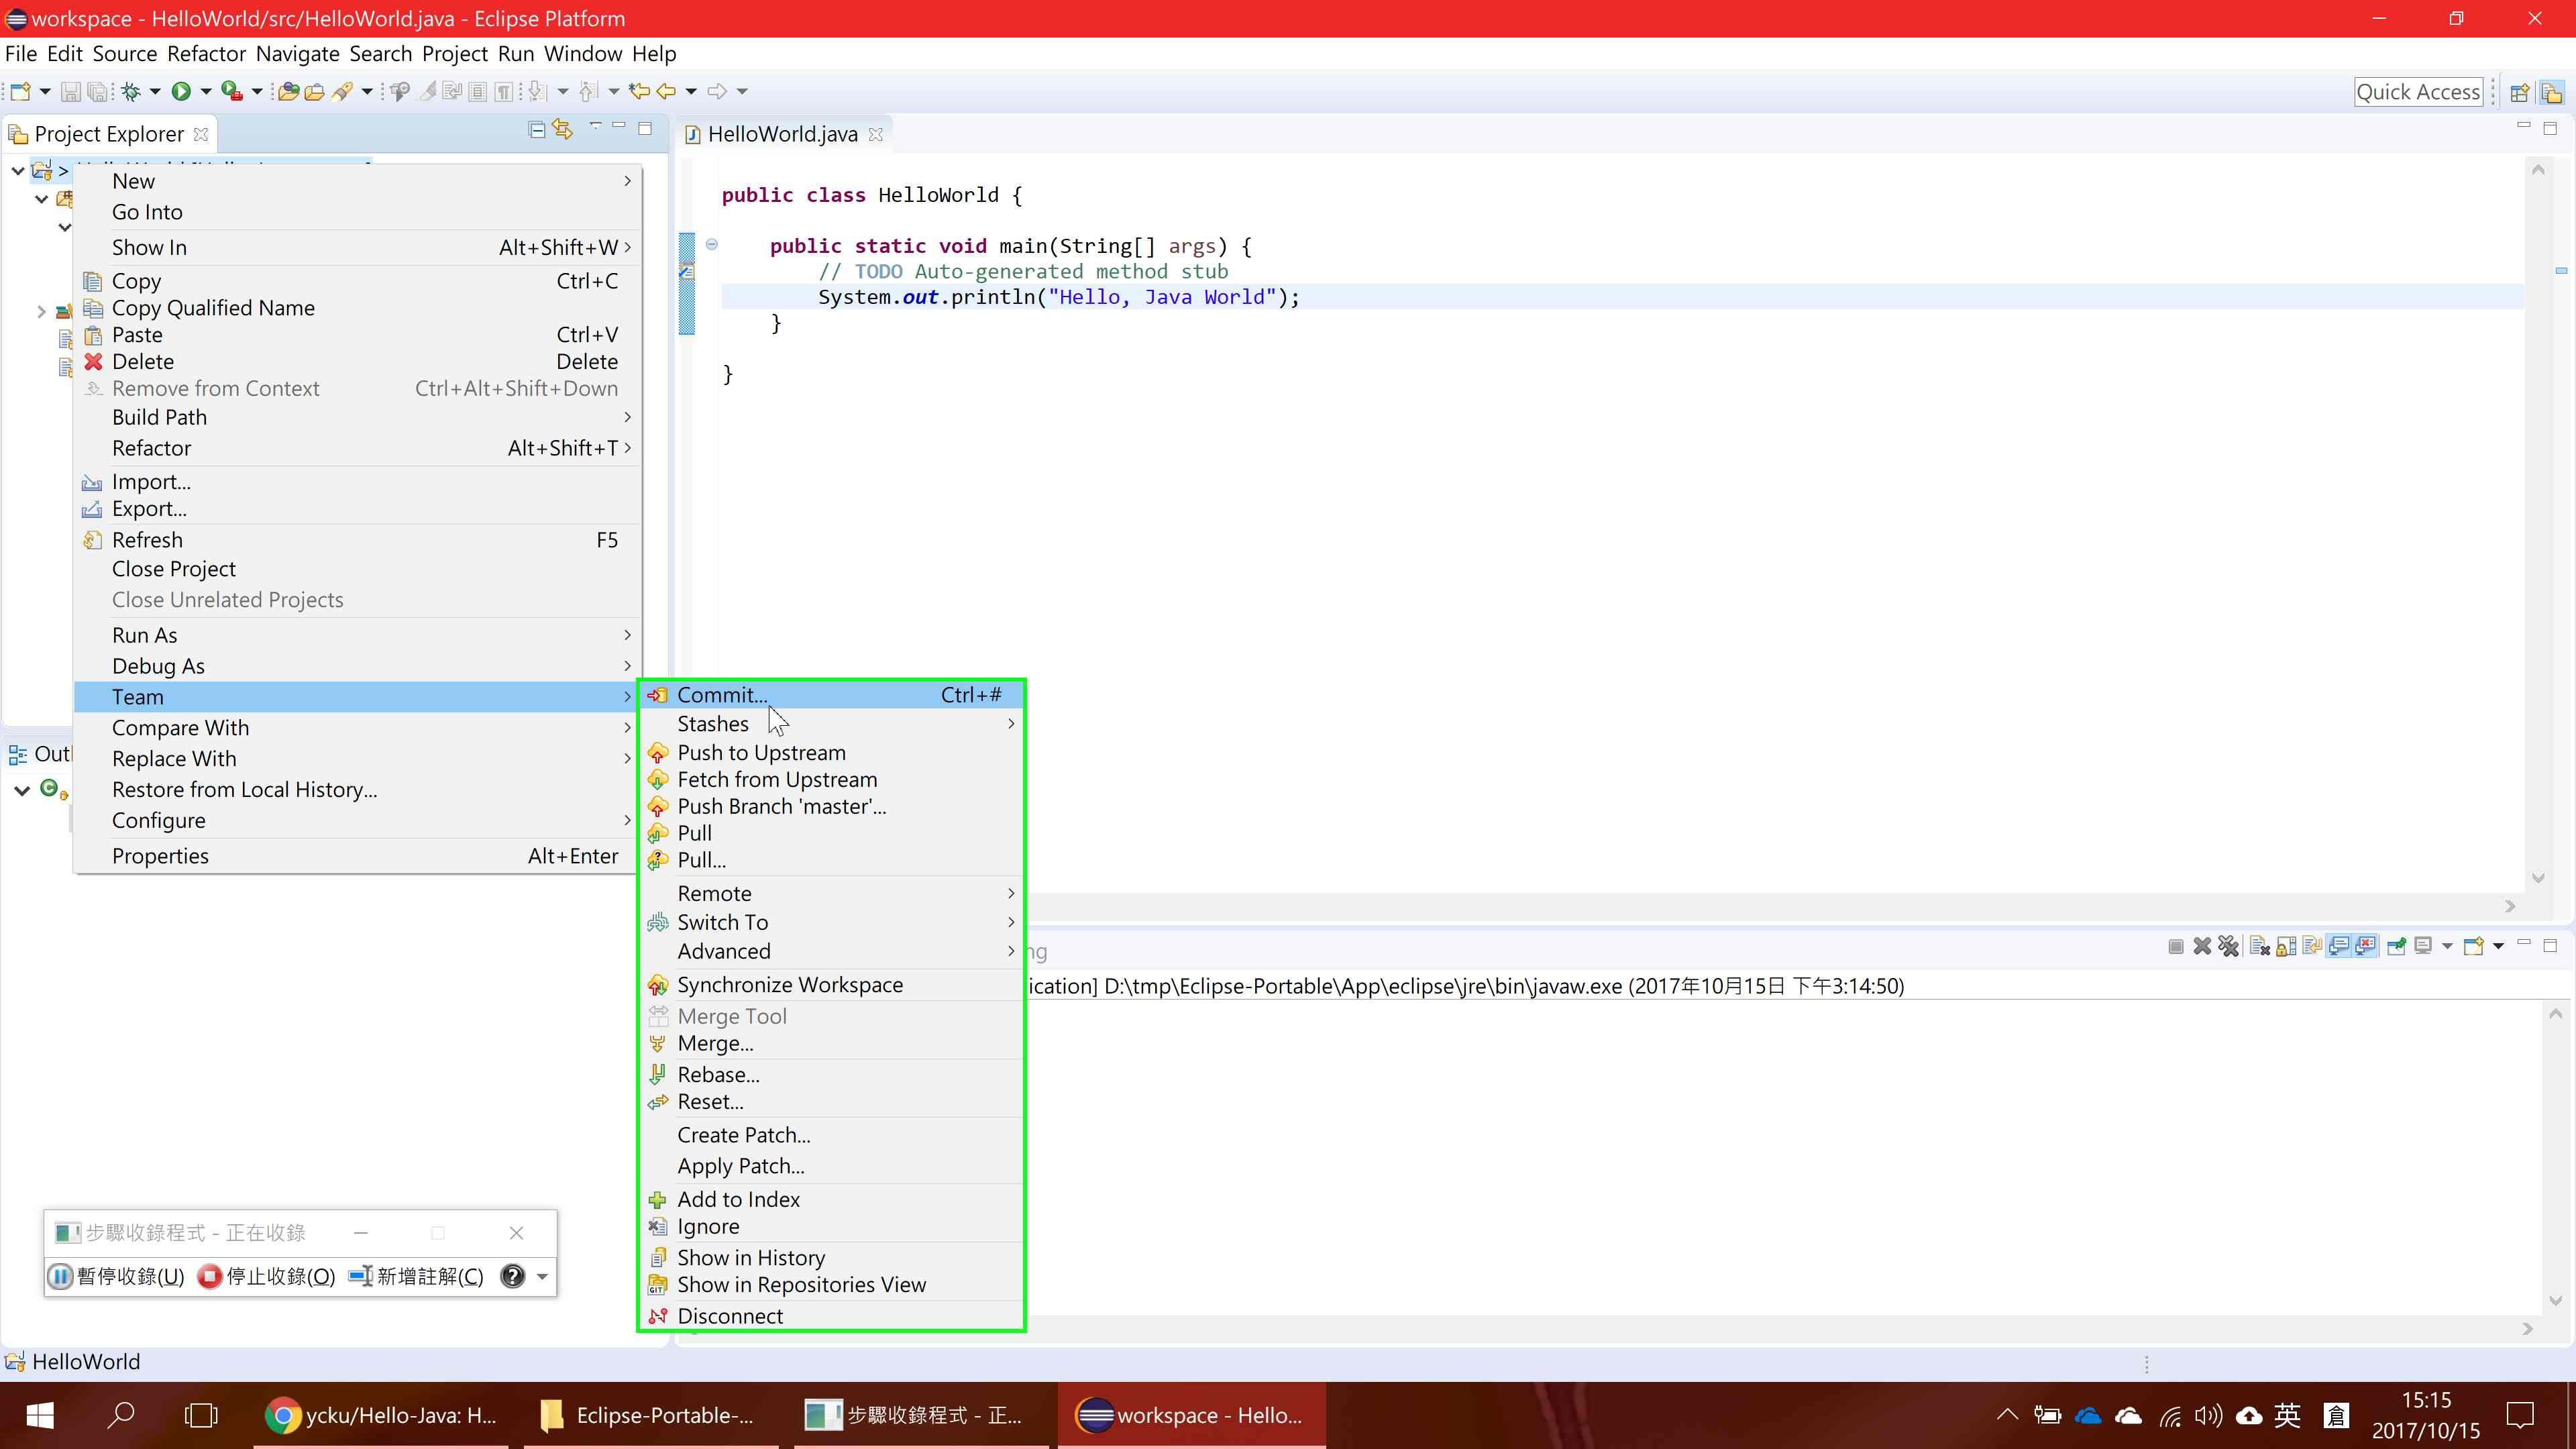 workspace - HelloWorld/src/HelloWorld.java - Eclipse Platform
File Edit Source Refactor Navigate Search Project Run Window Help
Quick Access
Project Explorer
HelloWorld.java
>
New
Go Into
Show In Alt+Shift+W
Copy Ctrl+C
Copy Qualified Name
Paste Ctrl+V
Delete Delete
Remove from Context Ctrl+Alt+Shift+Down
Build Path
Refactor Alt+Shift+T
Import...
Export...
Refresh F5
Close Project
Close Unrelated Projects
Run As
Debug As
Team
Compare With
Replace With
Restore from Local History...
Configure
Properties Alt+Enter
Outl
public class HelloWorld {
public static void main(String[] args) {
// TODO Auto-generated method stub
System.out.println("Hello, Java World");
}
}
Commit... Ctrl+#
Stashes
Push to Upstream
Fetch from Upstream
Push Branch 'master'...
Pull
Pull...
Remote
Switch To
Advanced
Synchronize Workspace
Merge Tool
Merge...
Rebase...
Reset...
Create Patch...
Apply Patch...
Add to Index
Ignore
Show in History
Show in Repositories View
Disconnect
ng
ication] D:\tmp\Eclipse-Portable\App\eclipse\jre\bin\javaw.exe (2017年10月15日 下午3:14:50)
步驟收錄程式 - 正在收錄
暫停收錄(U) 停止收錄(O) 新增註解(C)
HelloWorld
ycku/Hello-Java: H...
Eclipse-Portable-...
步驟收錄程式 - 正...
workspace - Hello...
英 倉
15:15
2017/10/15